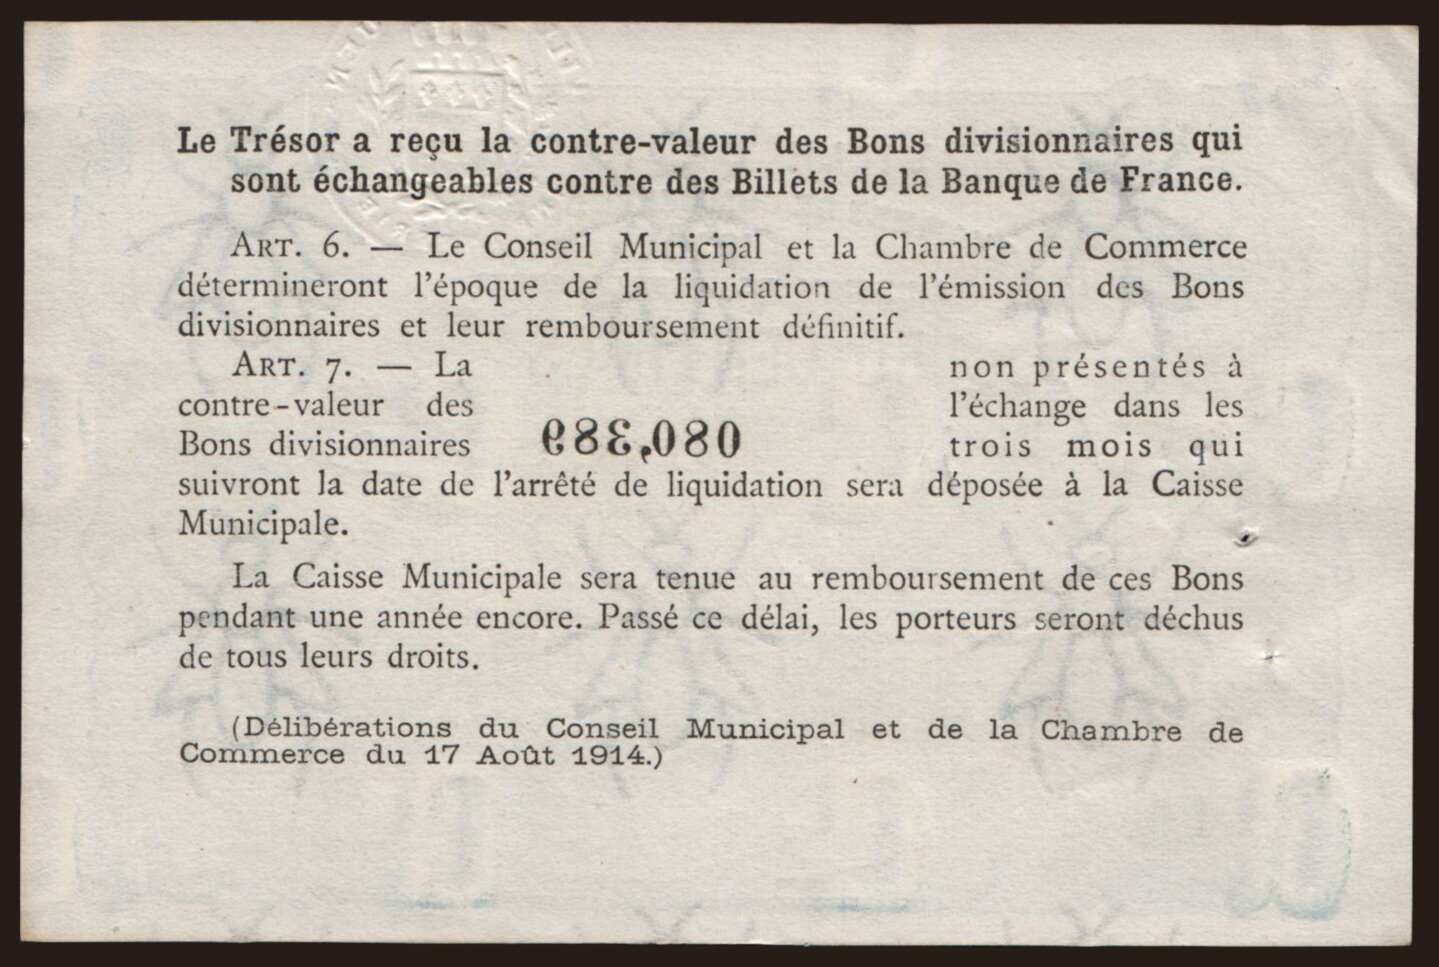 Le Trésor a reçu la contre-valeur des Bons divisionnaires qui
sont échangeables contre des Billets de la Banque de France.
ART. 6. — Le Conseil Municipal et la Chambre de Commerce
détermineront l'époque de la liquidation de l'émission des Bons
divisionnaires et leur remboursement définitif.
ART. 7. — La non présentés à
contre-valeur des l'échange dans les
Bons divisionnaires 080,389 trois mois qui
suivront la date de l'arrêté de liquidation sera déposée à la Caisse
Municipale.
La Caisse Municipale sera tenue au remboursement de ces Bons
pendant une année encore. Passé ce délai, les porteurs seront déchus
de tous leurs droits.
(Délibérations du Conseil Municipal et de la Chambre de
Commerce du 17 Août 1914.)